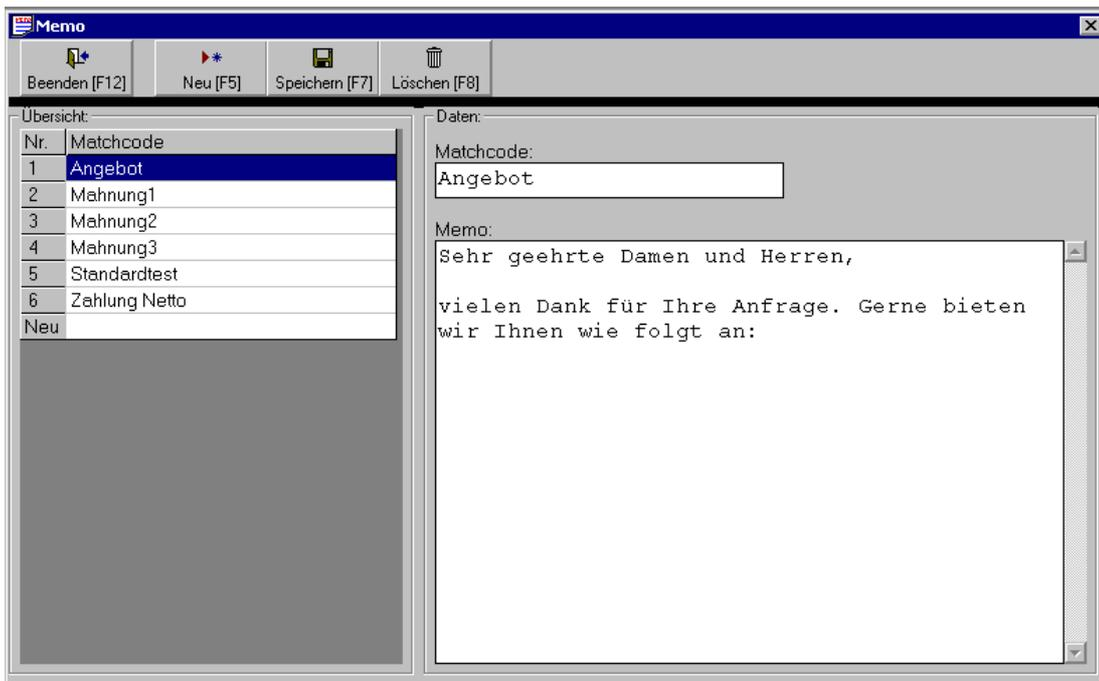 Memo
Beenden [F12] Neu [F5] Speichern [F7] Löschen [F8]
Übersicht:
Nr. Matchcode
1 Angebot
2 Mahnung1
3 Mahnung2
4 Mahnung3
5 Standardtest
6 Zahlung Netto
Neu
Daten:
Matchcode:
Angebot
Memo:
Sehr geehrte Damen und Herren,
vielen Dank für Ihre Anfrage. Gerne bieten
wir Ihnen wie folgt an: